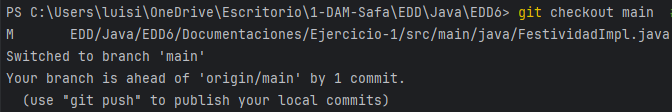 PS C:\Users\luisi\OneDrive\Escritorio\1-DAM-Safa\EDD\Java\EDD6> git checkout main  #
M       EDD/Java/EDD6/Documentaciones/Ejercicio-1/src/main/java/FestividadImpl.java
Switched to branch 'main'
Your branch is ahead of 'origin/main' by 1 commit.
  (use "git push" to publish your local commits)